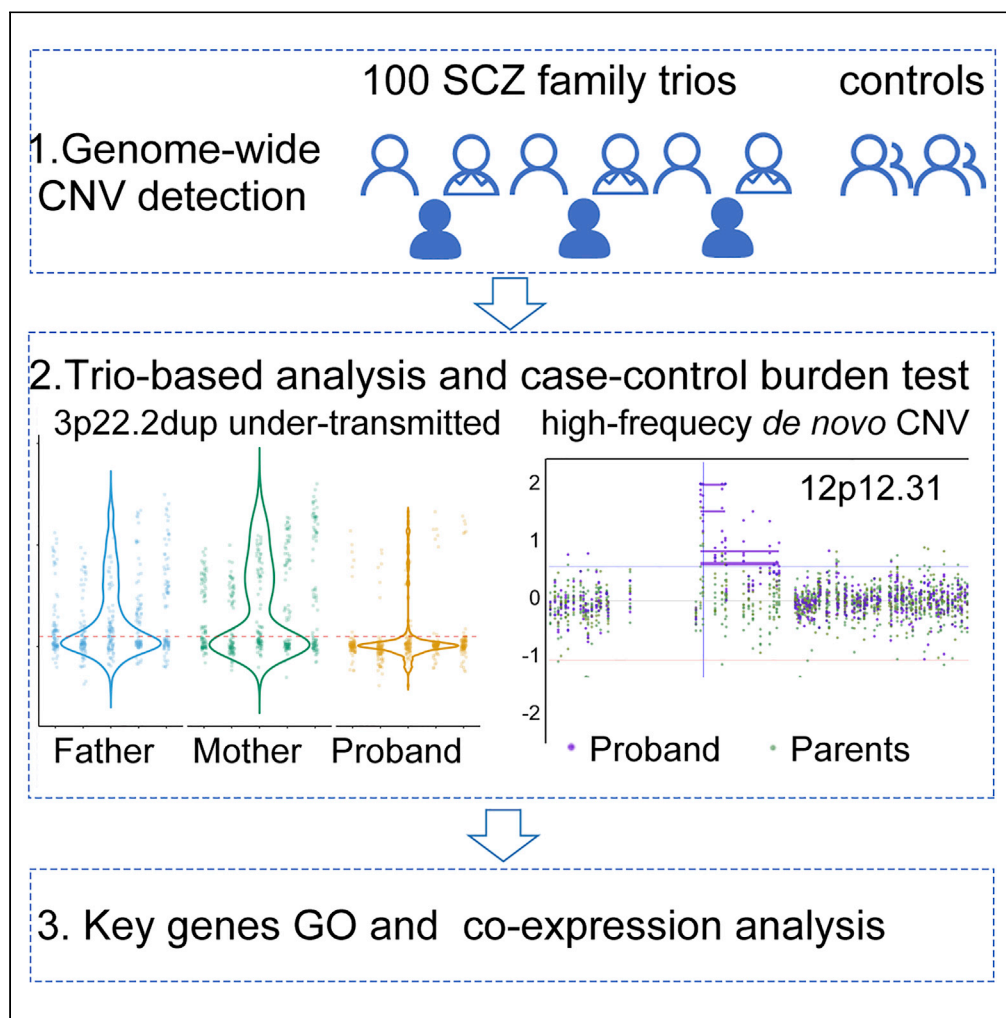 100 SCZ family trios
controls
1.Genome-wide
CNV detection
2.Trio-based analysis and case-control burden test
3p22.2dup under-transmitted
high-frequecy de novo CNV
12p12.31
2
1
0
-1
-2
Father
Mother
Proband
Proband
Parents
3. Key genes GO and co-expression analysis